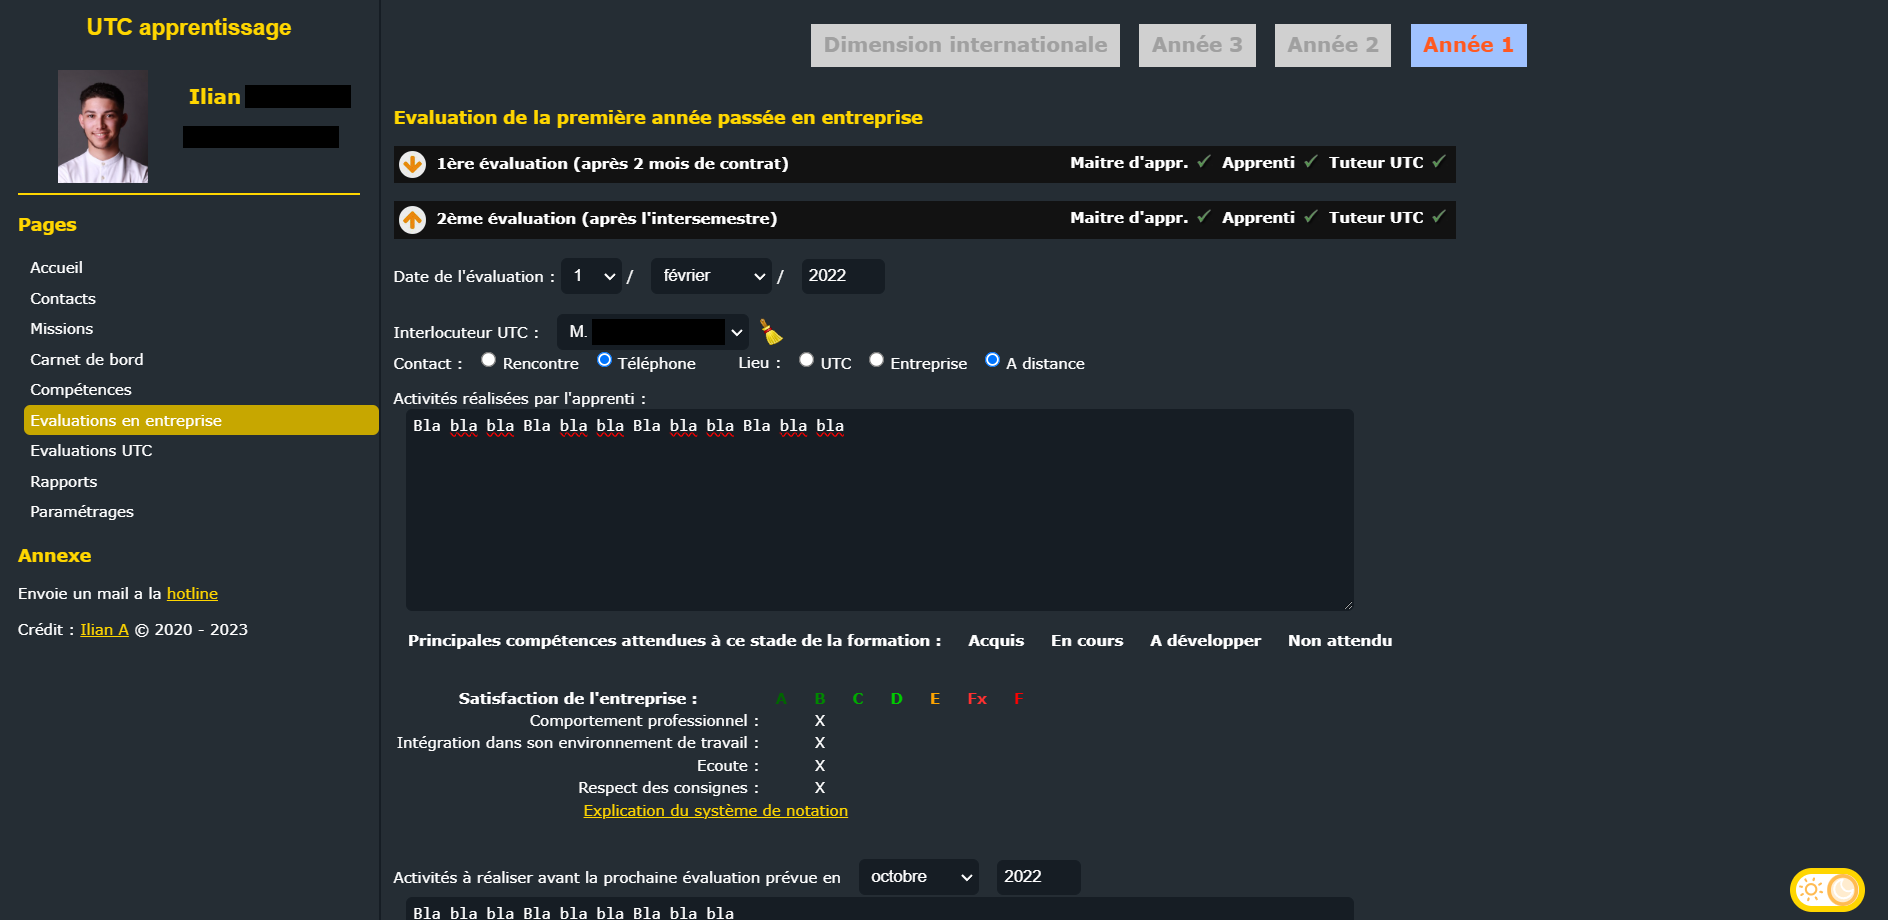 UTC apprentissage
Ilian
Pages
Accueil
Contacts
Missions
Carnet de bord
Compétences
Evaluations en entreprise
Evaluations UTC
Rapports
Paramétrages
Annexe
Envoie un mail a la hotline
Crédit : Ilian A © 2020 - 2023
Dimension internationale Année 3 Année 2 Année 1
Evaluation de la première année passée en entreprise
1ère évaluation (après 2 mois de contrat) Maitre d'appr. ✓ Apprenti ✓ Tuteur UTC ✓
2ème évaluation (après l'intersemestre) Maitre d'appr. ✓ Apprenti ✓ Tuteur UTC ✓
Date de l'évaluation : 1 / février / 2022
Interlocuteur UTC : M.
Contact : Rencontre Téléphone Lieu : UTC Entreprise A distance
Activités réalisées par l'apprenti :
Bla bla bla Bla bla bla Bla bla bla Bla bla bla
Principales compétences attendues à ce stade de la formation : Acquis En cours A développer Non attendu
Satisfaction de l'entreprise : A B C D E Fx F
Comportement professionnel : X
Intégration dans son environnement de travail : X
Ecoute : X
Respect des consignes : X
Explication du système de notation
Activités à réaliser avant la prochaine évaluation prévue en octobre 2022
Bla bla bla Bla bla bla Bla bla bla